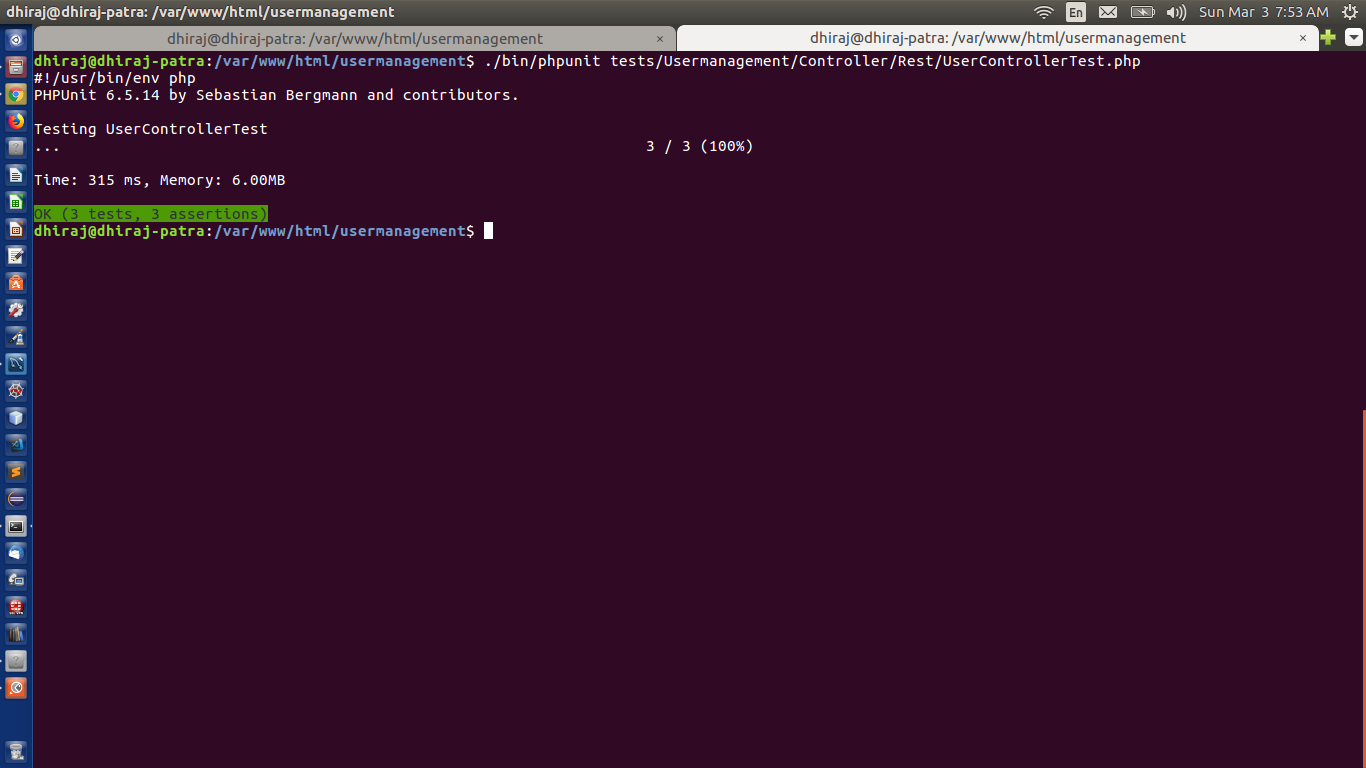 dhiraj@dhiraj-patra: /var/www/html/usermanagement
En
Sun Mar 3 7:53 AM
dhiraj@dhiraj-patra: /var/www/html/usermanagement ×
dhiraj@dhiraj-patra: /var/www/html/usermanagement ×
dhiraj@dhiraj-patra:/var/www/html/usermanagement$ ./bin/phpunit tests/Usermanagement/Controller/Rest/UserControllerTest.php
#!/usr/bin/env php
PHPUnit 6.5.14 by Sebastian Bergmann and contributors.
Testing UserControllerTest
... 3 / 3 (100%)
Time: 315 ms, Memory: 6.00MB
OK (3 tests, 3 assertions)
dhiraj@dhiraj-patra:/var/www/html/usermanagement$